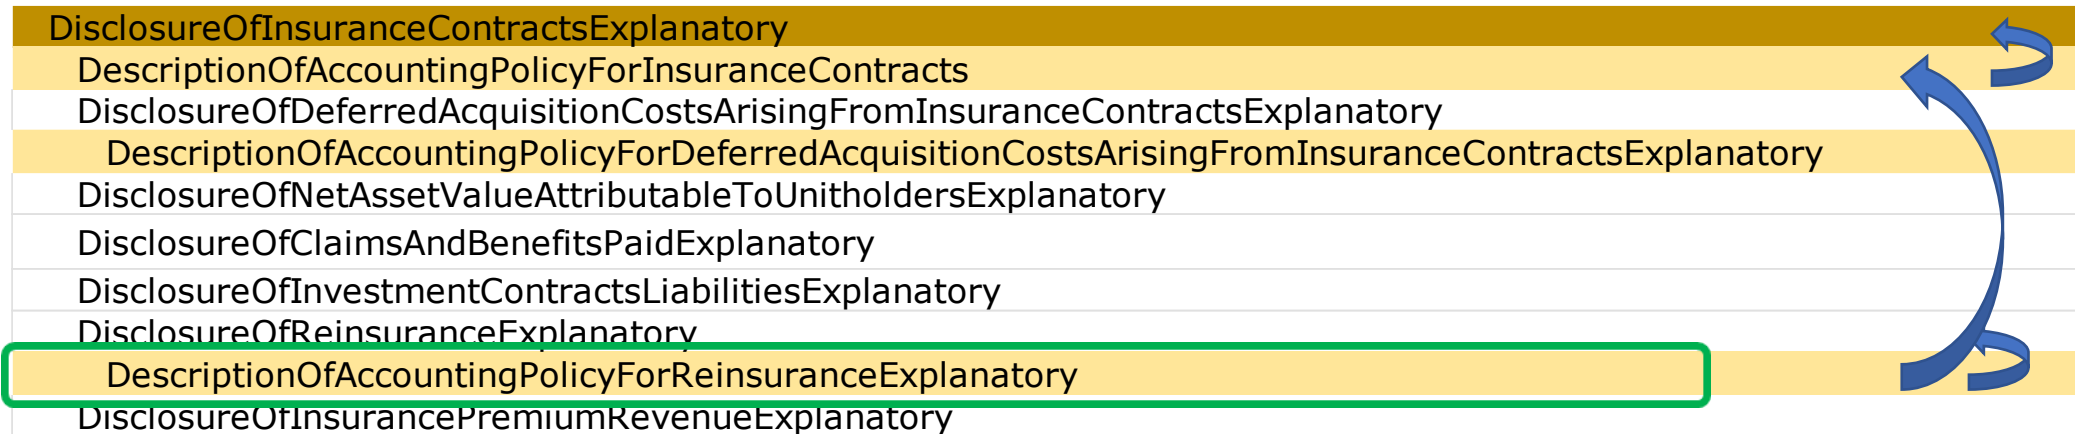 DisclosureOfInsuranceContractsExplanatory
DescriptionOfAccountingPolicyForInsuranceContracts
DisclosureOfDeferredAcquisitionCostsArisingFromInsuranceContractsExplanatory
DescriptionOfAccountingPolicyForDeferredAcquisitionCostsArisingFromInsuranceContractsExplanatory
DisclosureOfNetAssetValueAttributableToUnitholdersExplanatory
DisclosureOfClaimsAndBenefitsPaidExplanatory
DisclosureOfInvestmentContractsLiabilitiesExplanatory
DisclosureOfReinsuranceExplanatory
DescriptionOfAccountingPolicyForReinsuranceExplanatory
DisclosureOfInsurancePremiumRevenueExplanatory